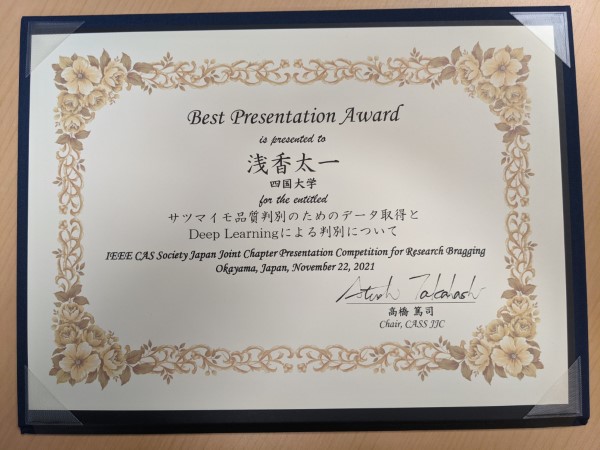 Best Presentation Award
is presented to
浅香太一
四国大学
for the entitled
サツマイモ品質判別のためのデータ取得と
Deep Learningによる判別について
IEEE CAS Society Japan Joint Chapter Presentation Competition for Research Bragging
Okayama, Japan, November 22, 2021
Atsushi Takahashi
高橋 篤司
Chair, CASS JJC